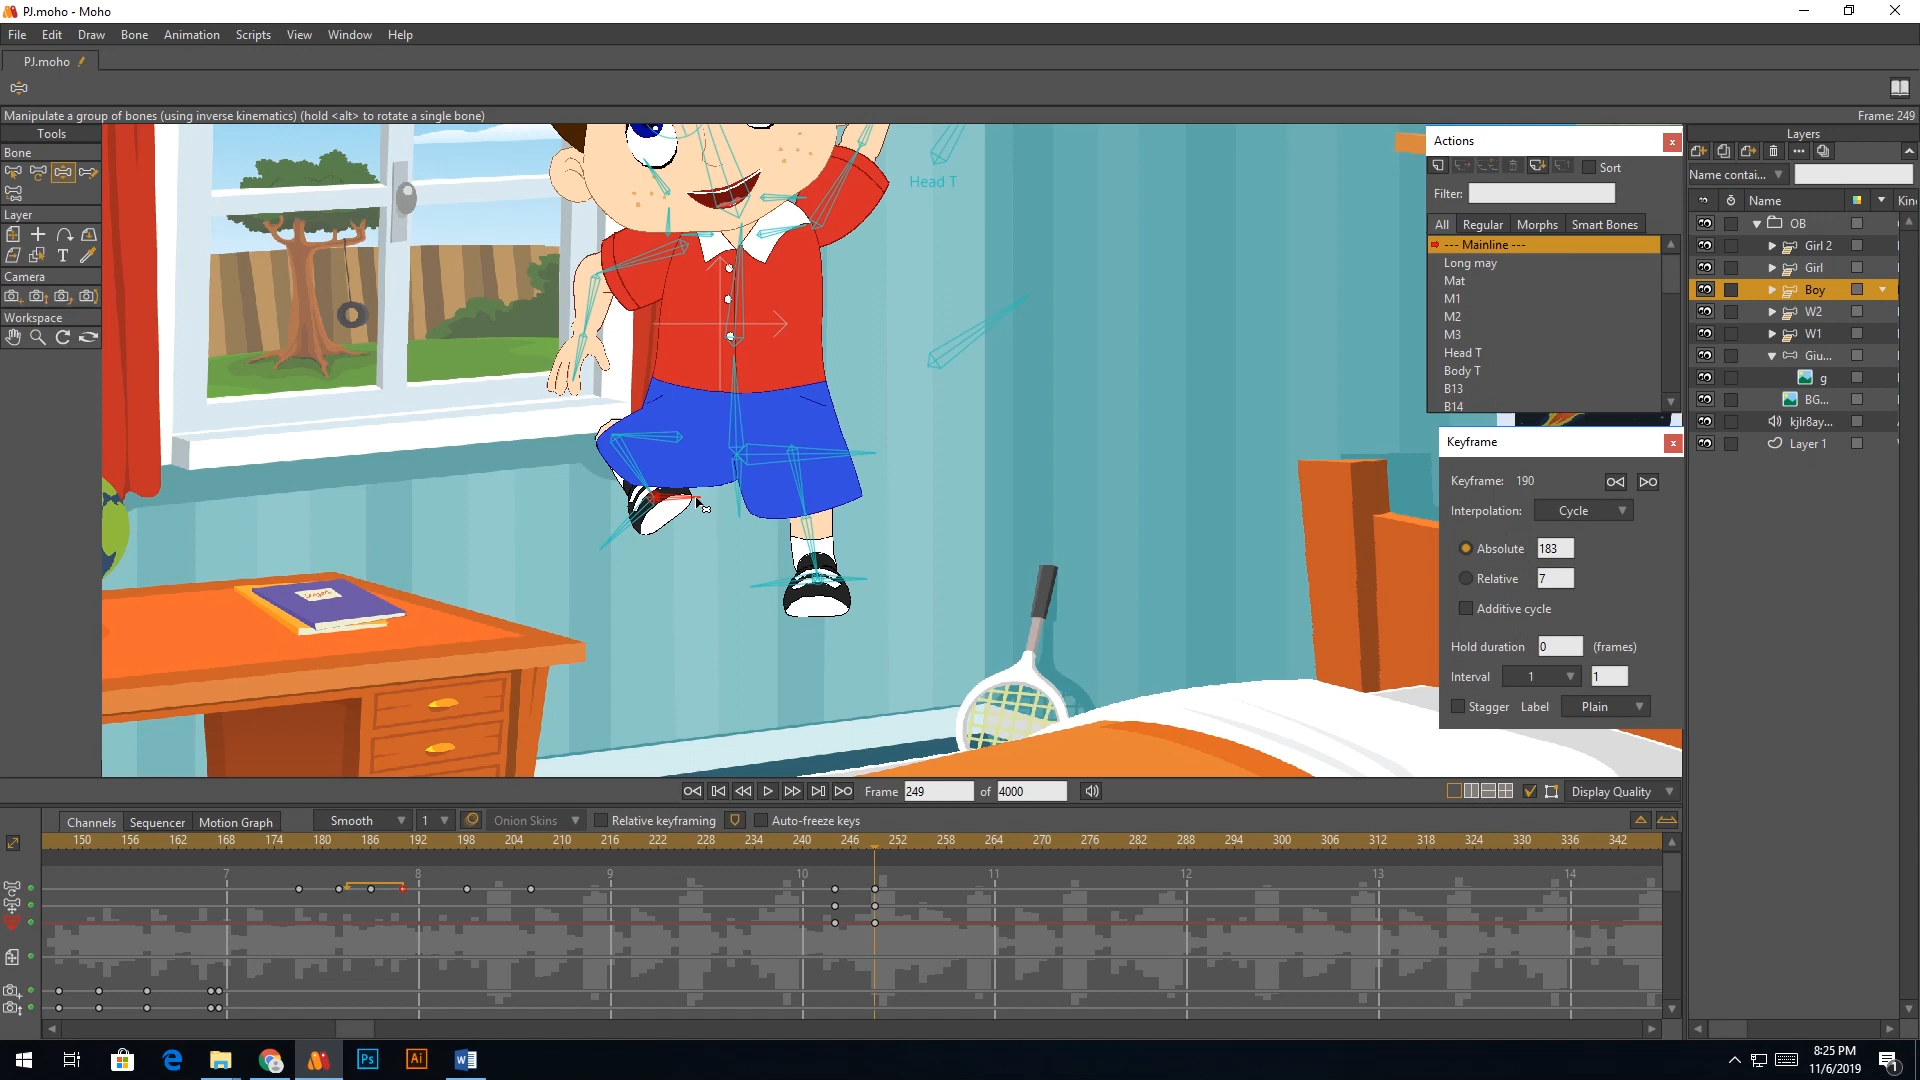 PJ.moho - Moho
File Edit Draw Bone Animation Scripts View Window Help
PJ.moho
Manipulate a group of bones (using inverse kinematics) (hold <alt> to rotate a single bone)
Frame: 249
Tools
Bone
Layer
T
Camera
Workspace
Head T
Actions
Sort
Filter:
All Regular Morphs Smart Bones
--- Mainline ---
Long may
Mat
M1
M2
M3
Head T
Body T
B13
B14
Keyframe
Keyframe: 190
Interpolation: Cycle
Absolute 183
Relative 7
Additive cycle
Hold duration 0 (frames)
Interval 1 1
Stagger Label Plain
Layers
Name contai...
Name Kin
OB
Girl 2
Girl
Boy
W2
W1
Giu...
g
BG...
kjlr8ay...
Layer 1
Frame 249 of 4000
Display Quality
Channels Sequencer Motion Graph Smooth 1 Onion Skins Relative keyframing Auto-freeze keys
150 156 162 168 174 180 186 192 198 204 210 216 222 228 234 240 246 252 258 264 270 276 282 288 294 300 306 312 318 324 330 336 342
7 8 9 10 11 12 13 14
Ps Ai
8:25 PM
11/6/2019
1